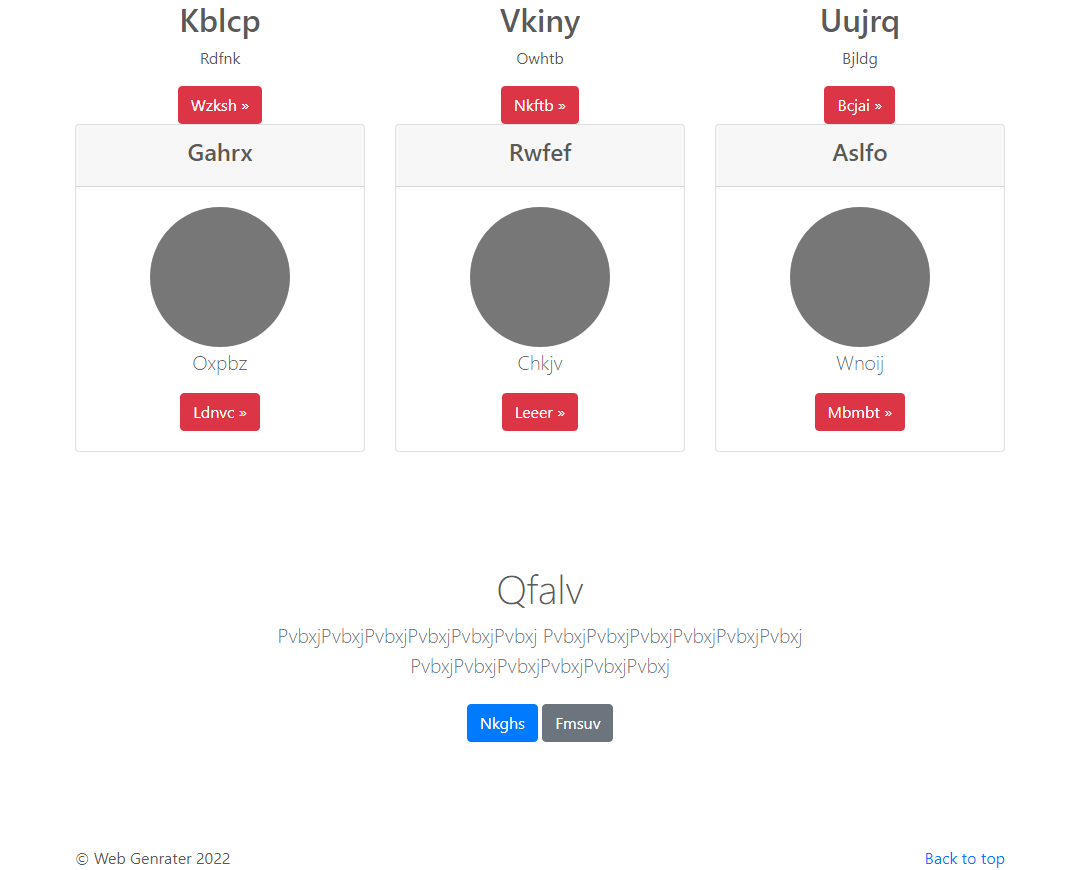 Kblcp Vkiny Uujrq
Rdfnk Owhtb Bjldg
Wzksh » Nkftb » Bcjai »
Gahrx Rwfef Aslfo
Oxpbz Chkjv Wnoij
Ldnvc » Leeer » Mbmbt »
Qfalv
PvbxjPvbxjPvbxjPvbxjPvbxjPvbxj PvbxjPvbxjPvbxjPvbxjPvbxjPvbxj
PvbxjPvbxjPvbxjPvbxjPvbxjPvbxj
Nkghs Fmsuv
© Web Genrater 2022 Back to top